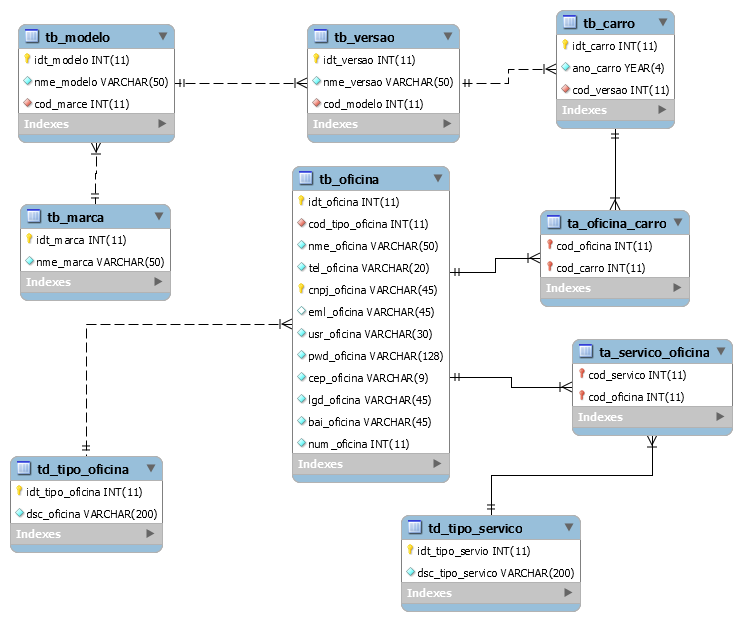 tb_modelo
idt_modelo INT(11)
nme_modelo VARCHAR(50)
cod_marce INT(11)
Indexes
tb_versao
idt_versao INT(11)
nme_versao VARCHAR(50)
cod_modelo INT(11)
Indexes
tb_carro
idt_carro INT(11)
ano_carro YEAR(4)
cod_versao INT(11)
Indexes
tb_marca
idt_marca INT(11)
nme_marca VARCHAR(50)
Indexes
tb_oficina
idt_oficina INT(11)
cod_tipo_oficina INT(11)
nme_oficina VARCHAR(50)
tel_oficina VARCHAR(20)
cnpj_oficina VARCHAR(45)
eml_oficina VARCHAR(45)
usr_oficina VARCHAR(30)
pwd_oficina VARCHAR(128)
cep_oficina VARCHAR(9)
lgd_oficina VARCHAR(45)
bai_oficina VARCHAR(45)
num_oficina INT(11)
Indexes
ta_oficina_carro
cod_oficina INT(11)
cod_carro INT(11)
Indexes
ta_servico_oficina
cod_servico INT(11)
cod_oficina INT(11)
Indexes
td_tipo_oficina
idt_tipo_oficina INT(11)
dsc_oficina VARCHAR(200)
Indexes
td_tipo_servico
idt_tipo_servio INT(11)
dsc_tipo_servico VARCHAR(200)
Indexes